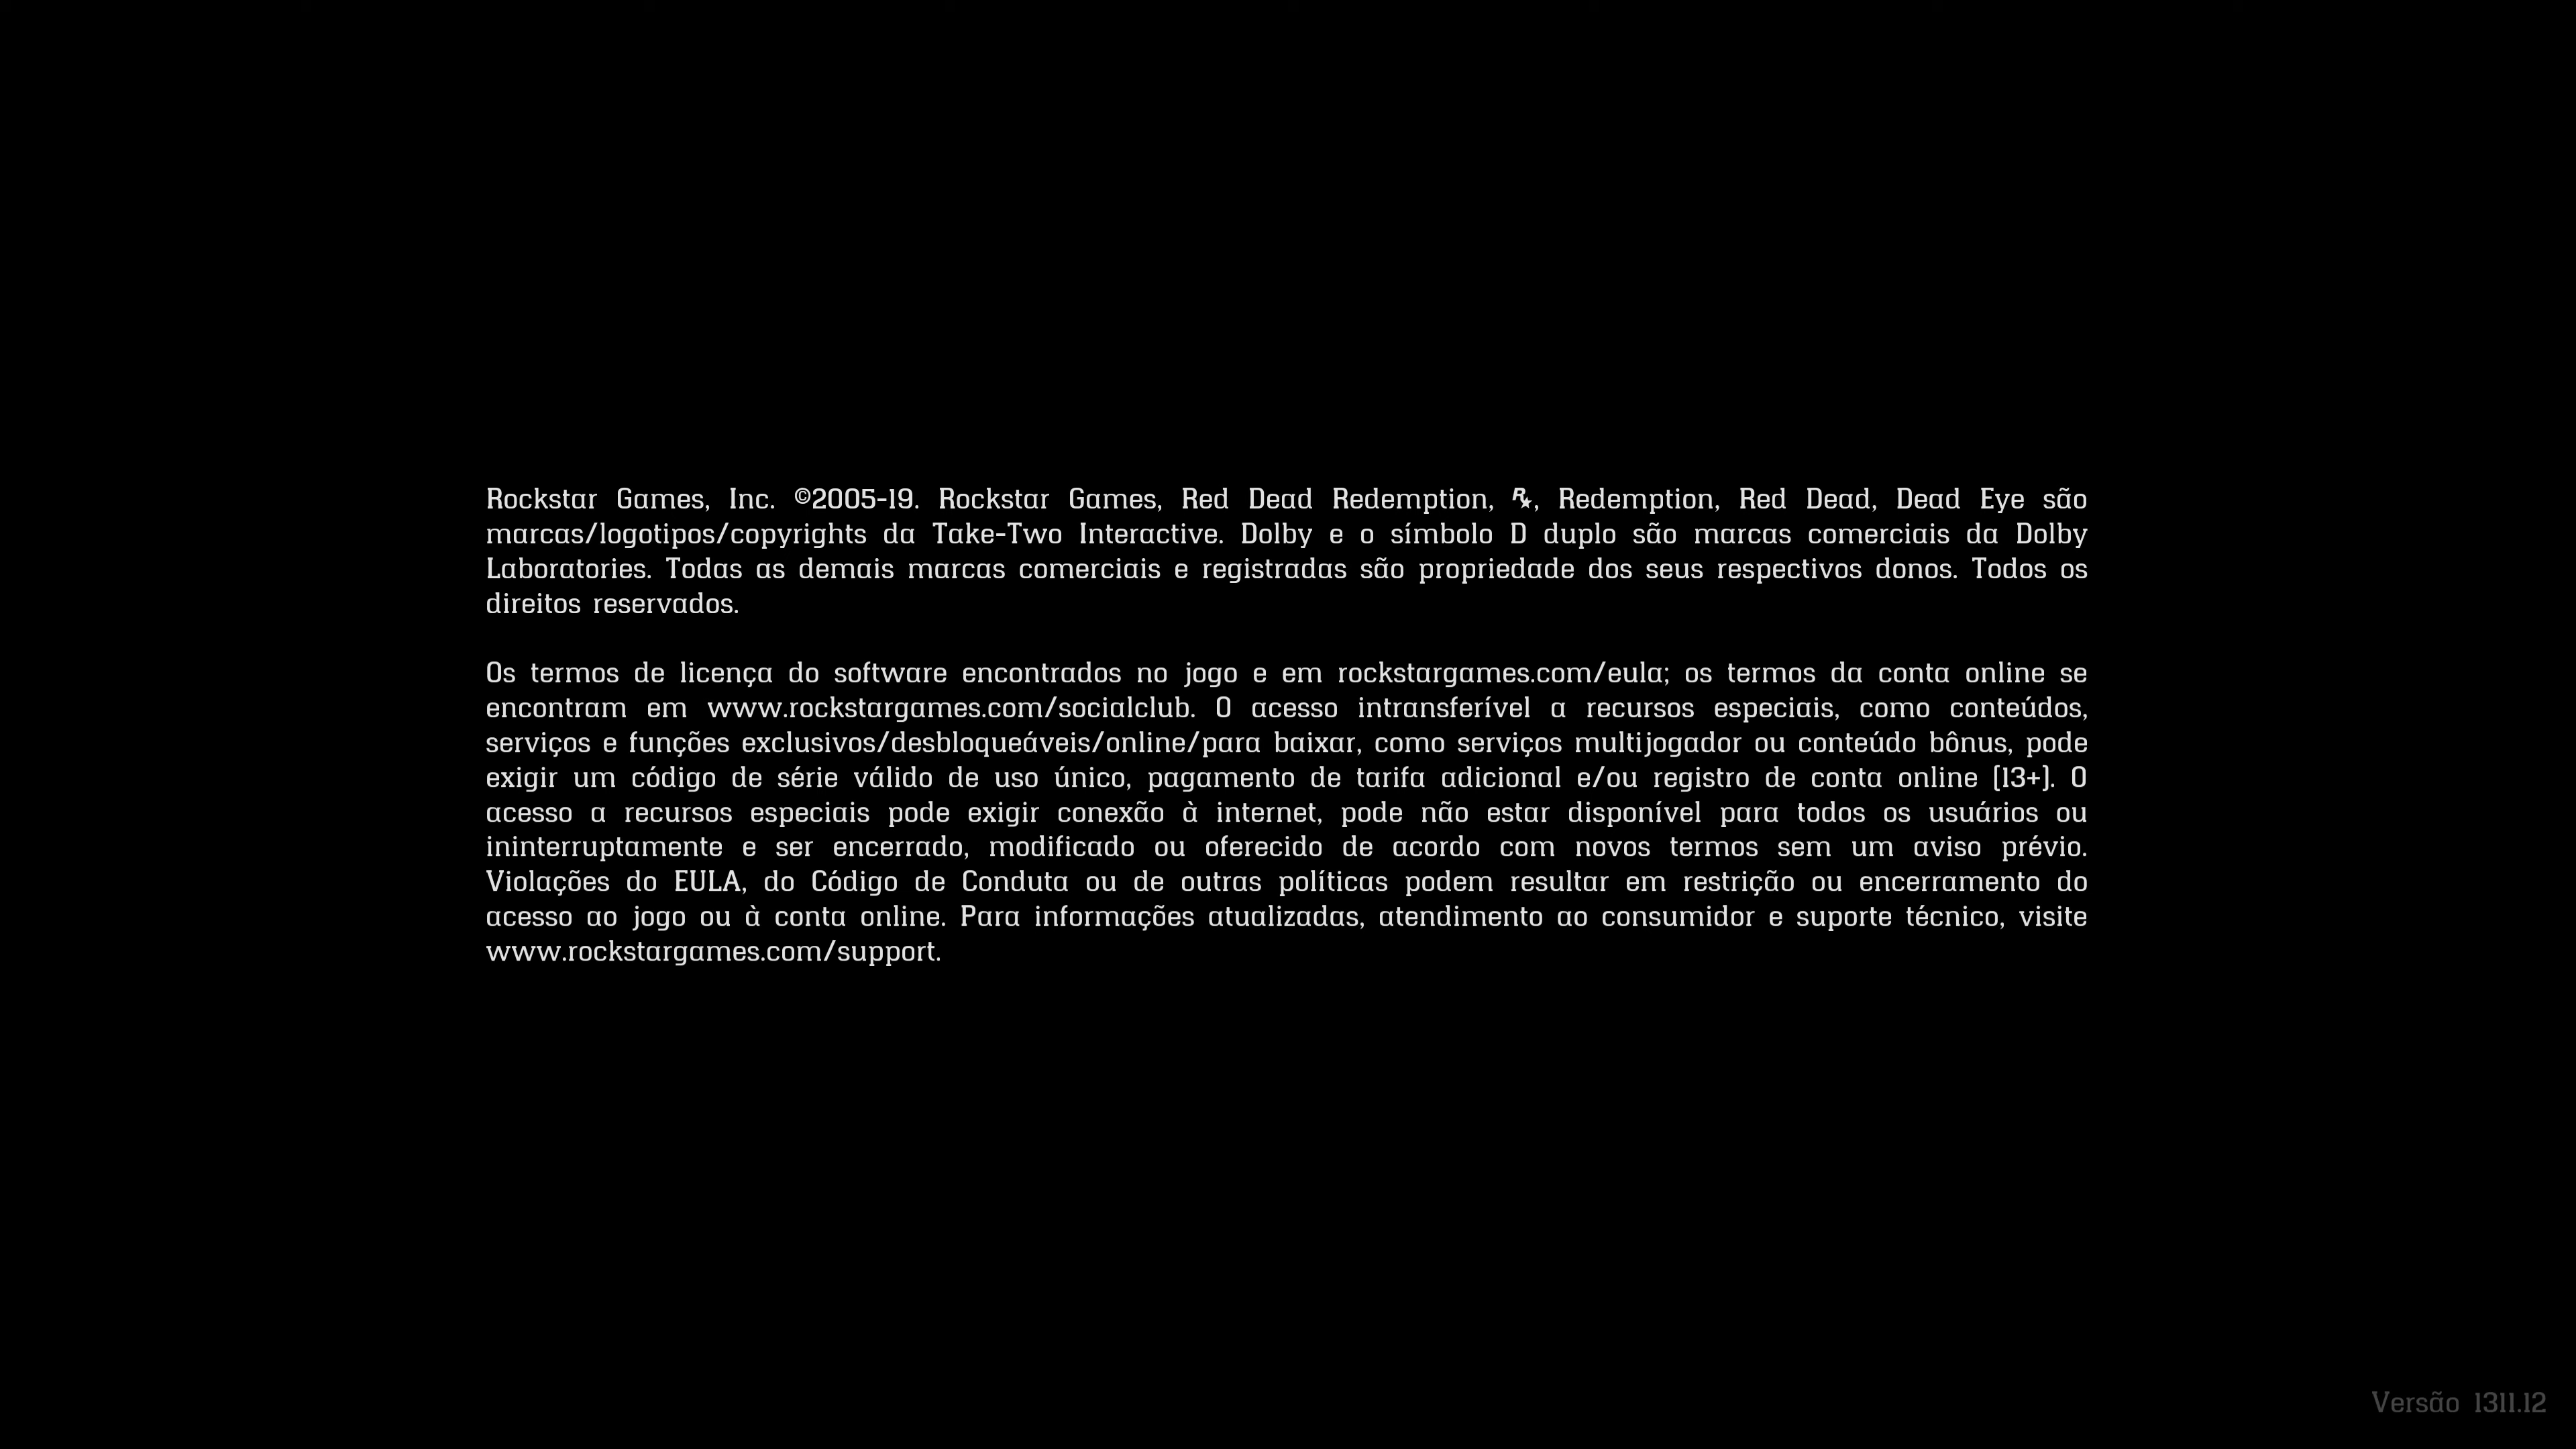 Rockstar Games, Inc. ©2005-19. Rockstar Games, Red Dead Redemption, R★, Redemption, Red Dead, Dead Eye são
marcas/logotipos/copyrights da Take-Two Interactive. Dolby e o símbolo D duplo são marcas comerciais da Dolby
Laboratories. Todas as demais marcas comerciais e registradas são propriedade dos seus respectivos donos. Todos os
direitos reservados.
Os termos de licença do software encontrados no jogo e em rockstargames.com/eula; os termos da conta online se
encontram em www.rockstargames.com/socialclub. O acesso intransferível a recursos especiais, como conteúdos,
serviços e funções exclusivos/desbloqueáveis/online/para baixar, como serviços multijogador ou conteúdo bônus, pode
exigir um código de série válido de uso único, pagamento de tarifa adicional e/ou registro de conta online (13+). O
acesso a recursos especiais pode exigir conexão à internet, pode não estar disponível para todos os usuários ou
ininterruptamente e ser encerrado, modificado ou oferecido de acordo com novos termos sem um aviso prévio.
Violações do EULA, do Código de Conduta ou de outras políticas podem resultar em restrição ou encerramento do
acesso ao jogo ou à conta online. Para informações atualizadas, atendimento ao consumidor e suporte técnico, visite
www.rockstargames.com/support.
Versão 1311.12